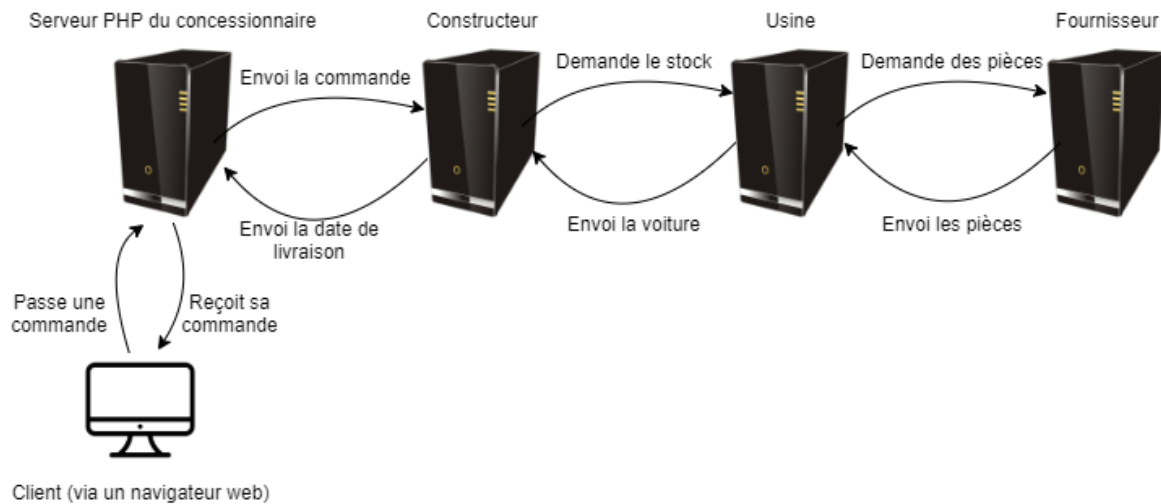 Serveur PHP du concessionnaire
Constructeur
Usine
Fournisseur
Envoi la commande
Demande le stock
Demande des pièces
Envoi la date de
livraison
Envoi la voiture
Envoi les pièces
Passe une
commande
Reçoit sa
commande
Client (via un navigateur web)